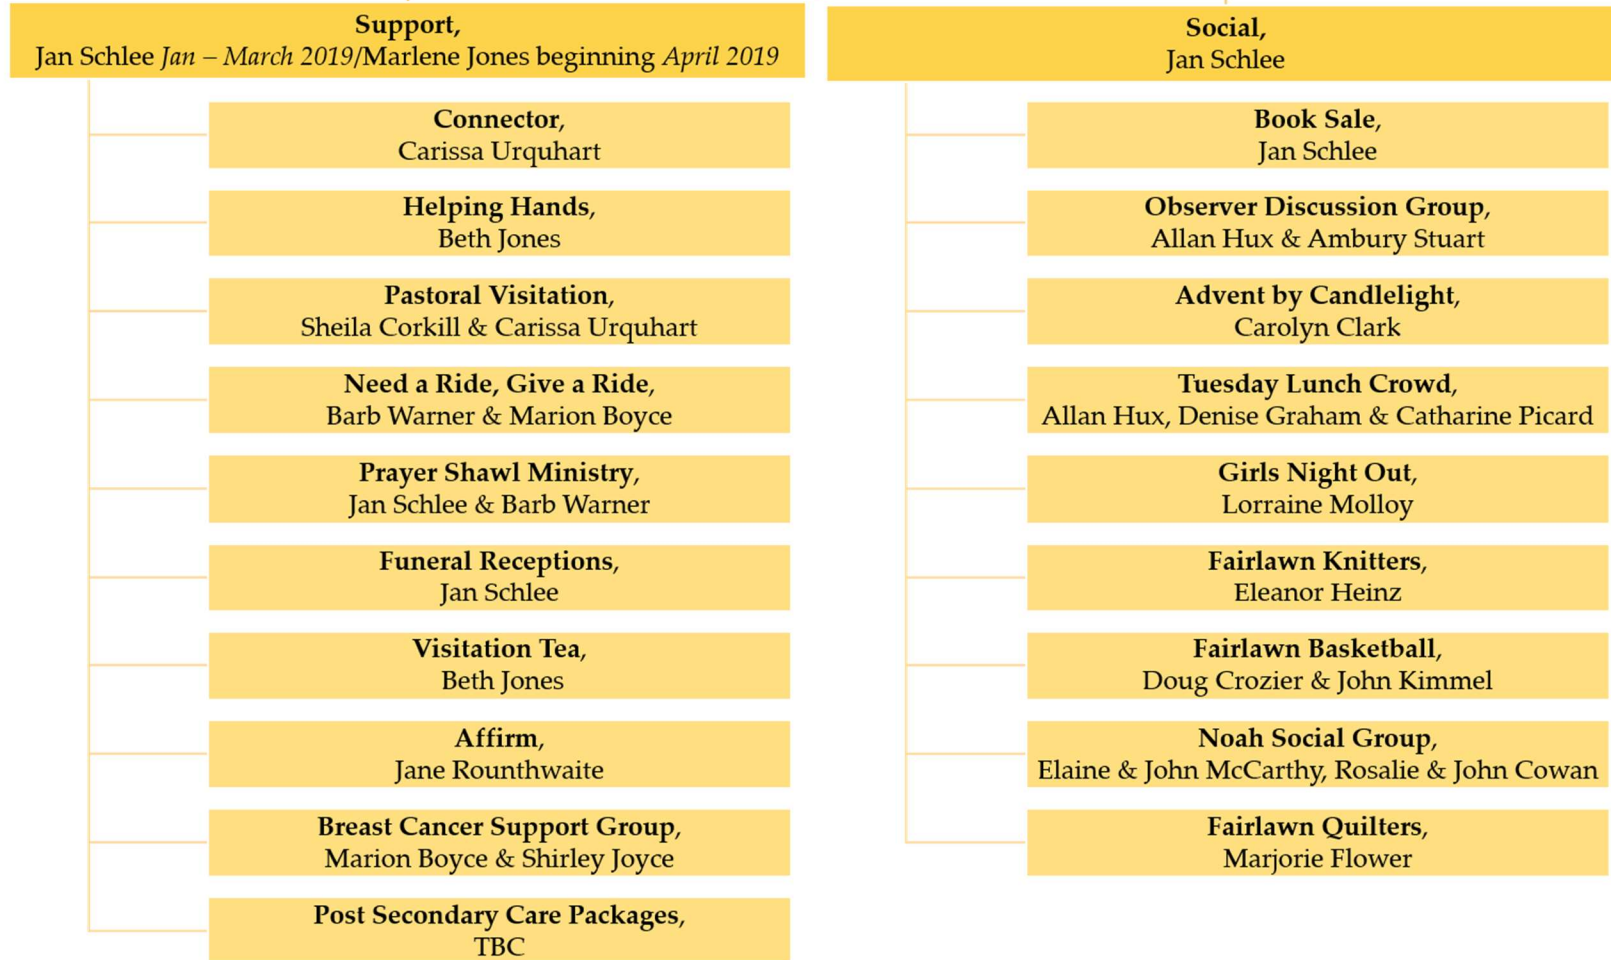 Support,
Jan Schlee Jan – March 2019/Marlene Jones beginning April 2019
Connector,
Carissa Urquhart
Helping Hands,
Beth Jones
Pastoral Visitation,
Sheila Corkill & Carissa Urquhart
Need a Ride, Give a Ride,
Barb Warner & Marion Boyce
Prayer Shawl Ministry,
Jan Schlee & Barb Warner
Funeral Receptions,
Jan Schlee
Visitation Tea,
Beth Jones
Affirm,
Jane Rounthwaite
Breast Cancer Support Group,
Marion Boyce & Shirley Joyce
Post Secondary Care Packages,
TBC
Social,
Jan Schlee
Book Sale,
Jan Schlee
Observer Discussion Group,
Allan Hux & Ambury Stuart
Advent by Candlelight,
Carolyn Clark
Tuesday Lunch Crowd,
Allan Hux, Denise Graham & Catharine Picard
Girls Night Out,
Lorraine Molloy
Fairlawn Knitters,
Eleanor Heinz
Fairlawn Basketball,
Doug Crozier & John Kimmel
Noah Social Group,
Elaine & John McCarthy, Rosalie & John Cowan
Fairlawn Quilters,
Marjorie Flower